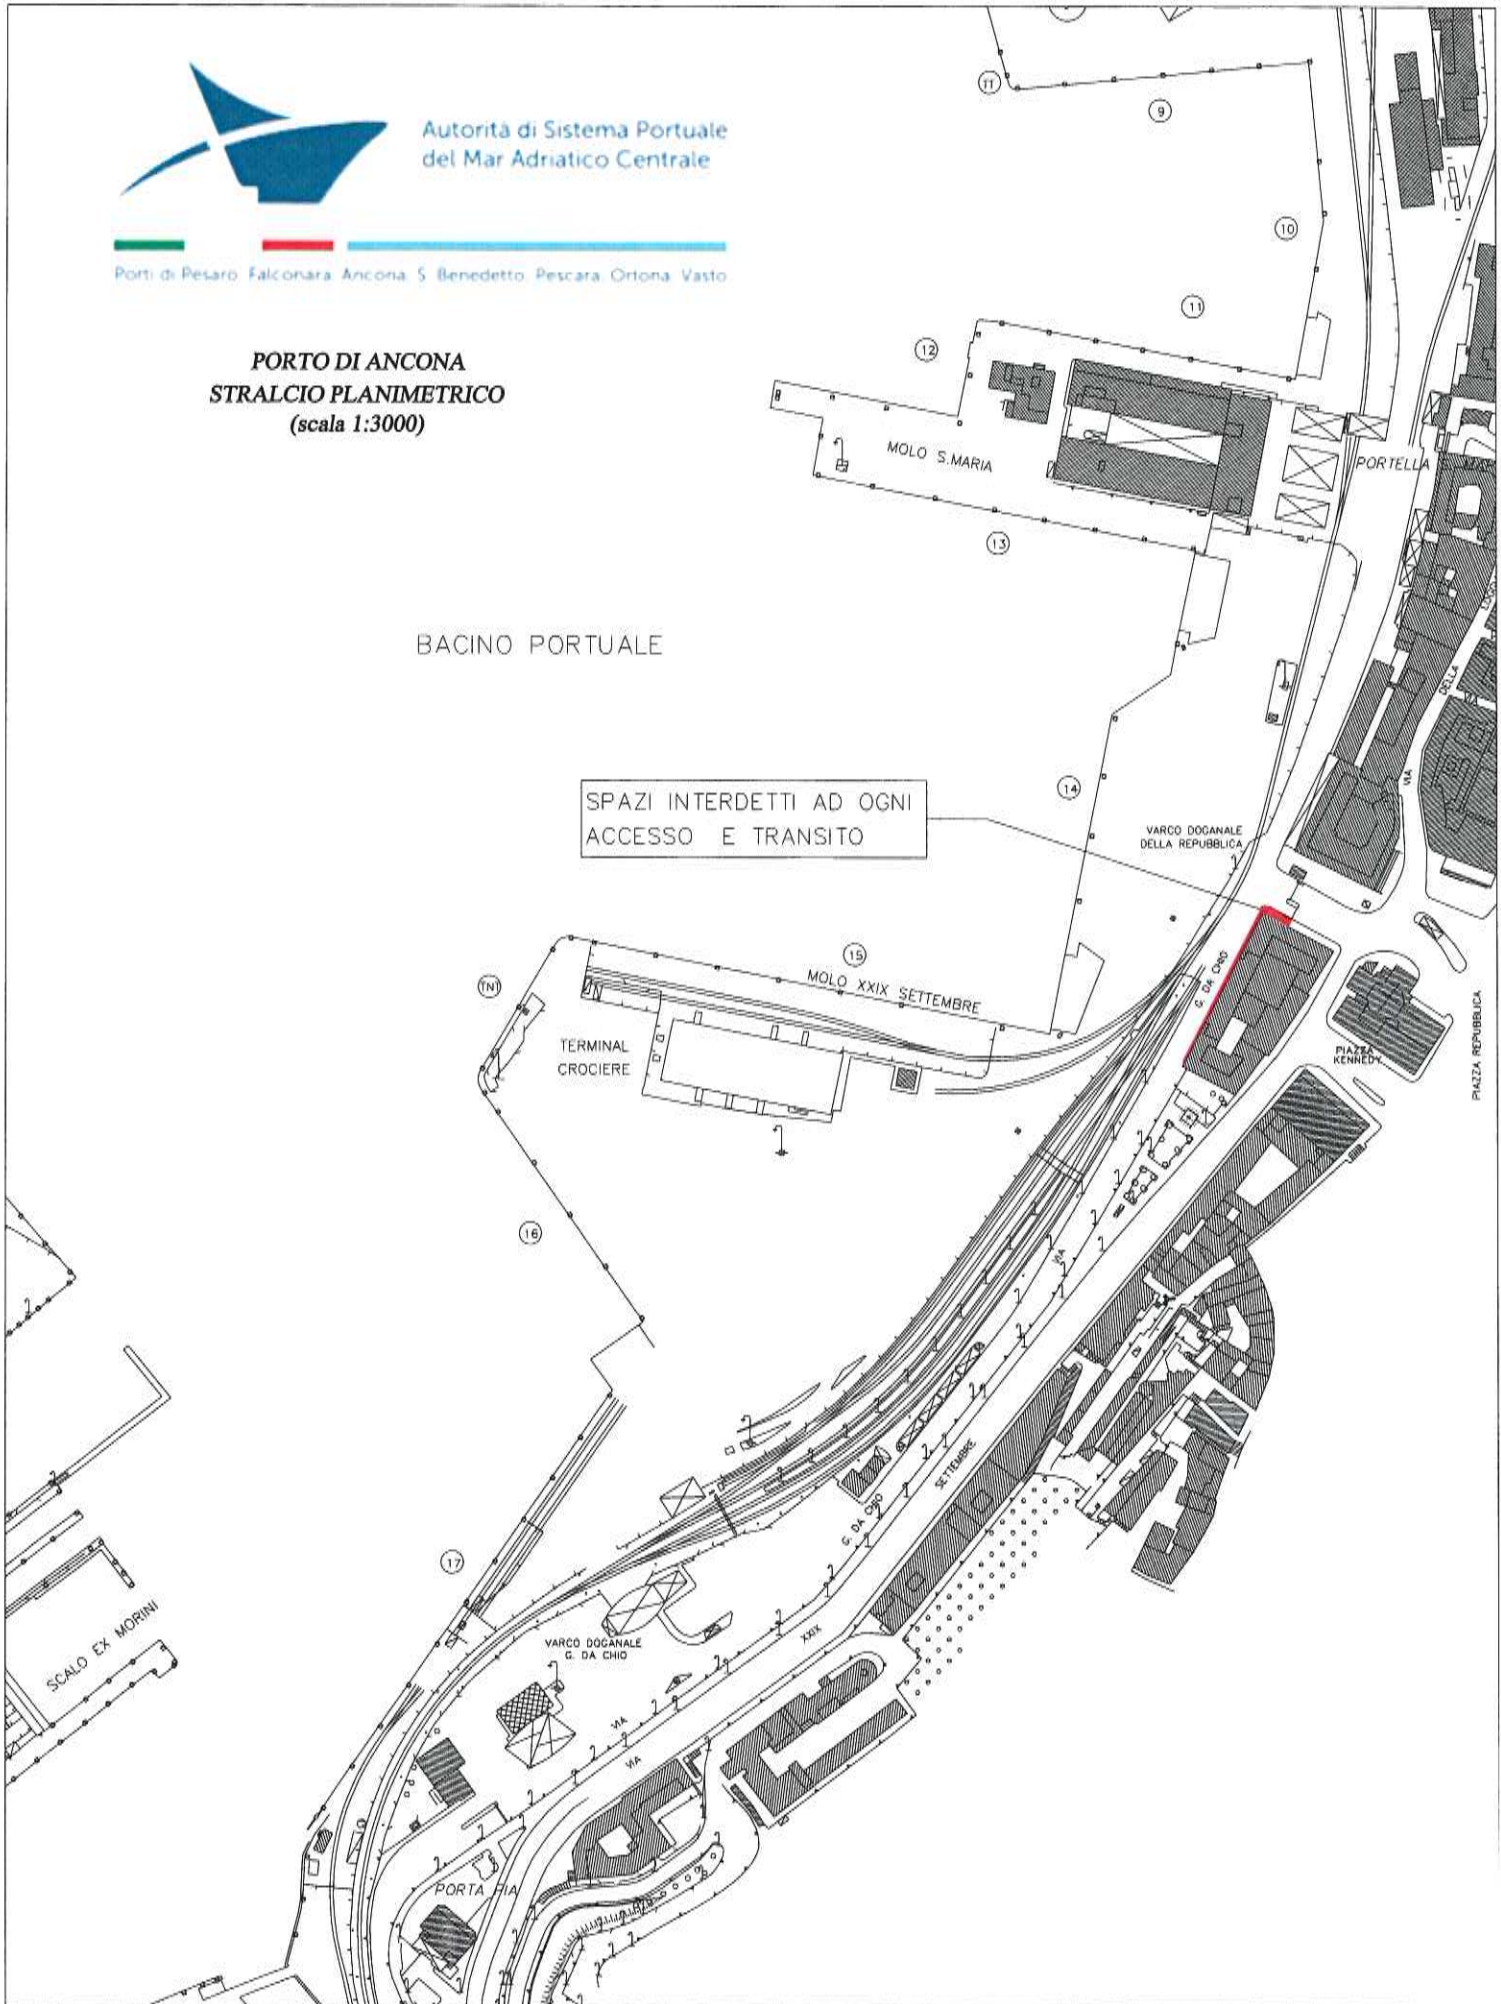 Autorità di Sistema Portuale
del Mar Adriatico Centrale
Porti di Pesaro Falconara Ancona S. Benedetto Pescara Ortona Vasto
PORTO DI ANCONA
STRALCIO PLANIMETRICO
(scala 1:3000)
TT
9
10
11
12
MOLO S.MARIA
PORTELLA
13
BACINO PORTUALE
DELLA
VIA
14
SPAZI INTERDETTI AD OGNI
ACCESSO E TRANSITO
VARCO DOGANALE
DELLA REPUBBLICA
15
MOLO XXIX SETTEMBRE
TN1
G. DA CHIO
TERMINAL
CROCIERE
PIAZZA
KENNEDY
PIAZZA REPUBBLICA
16
VIA
SETTEMBRE
G. DA CHIO
17
SCALO EX MORINI
VARCO DOGANALE
G. DA CHIO
XXIX
VIA
VIA
PORTA PIA